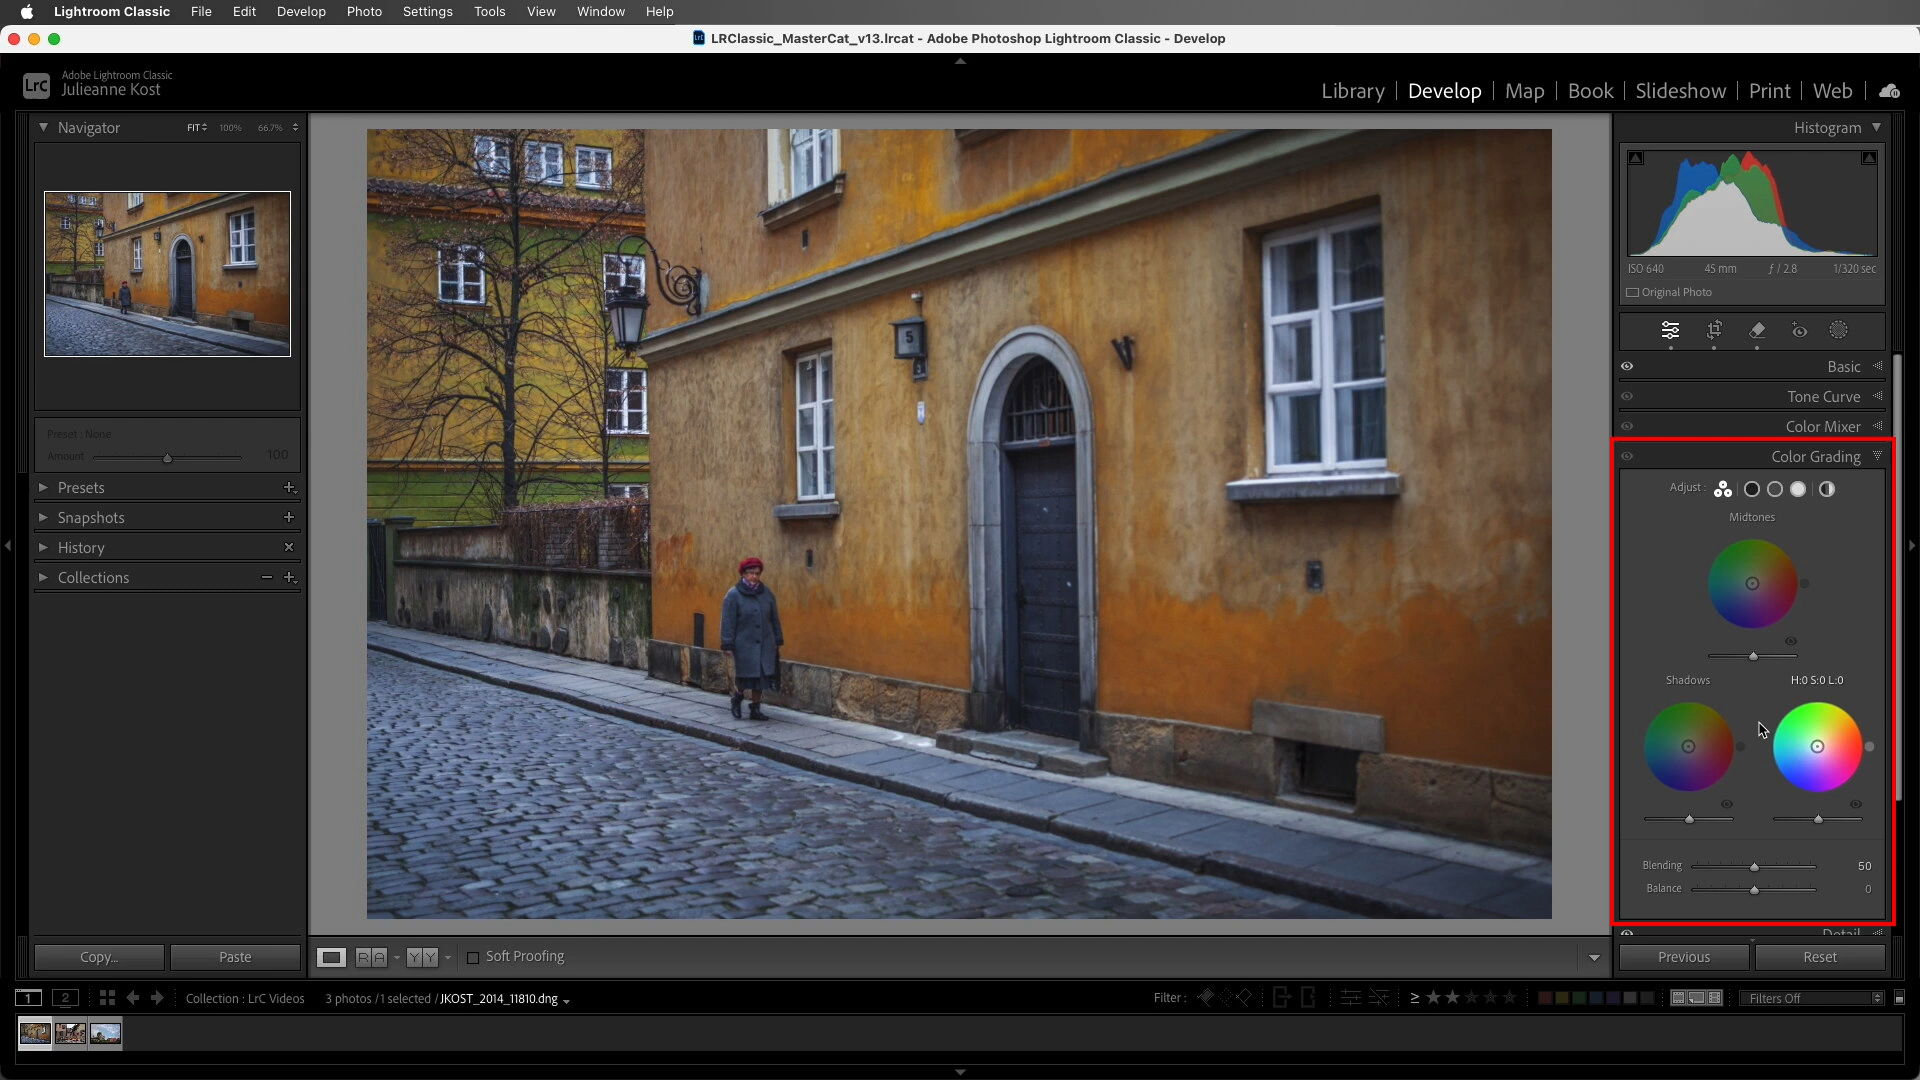 Lightroom Classic File Edit Develop Photo Settings Tools View Window Help
LRClassic_MasterCat_v13.lrcat - Adobe Photoshop Lightroom Classic - Develop
LrC
Adobe Lightroom Classic
Julieanne Kost
Library | Develop | Map | Book | Slideshow | Print | Web
Navigator FIT 100% 66.7%
Preset : None
Amount 100
Presets
Snapshots
History
Collections
Copy... Paste
5
Histogram
ISO 640 45 mm ƒ / 2.8 1/320 sec
Original Photo
Basic
Tone Curve
Color Mixer
Color Grading
Adjust :
Midtones
Shadows H:0 S:0 L:0
Blending 50
Balance 0
Detail
Previous Reset
R A Y Y Soft Proofing
1 2 Collection : LrC Videos 3 photos / 1 selected / JKOST_2014_11810.dng Filter : ≥ Filters Off